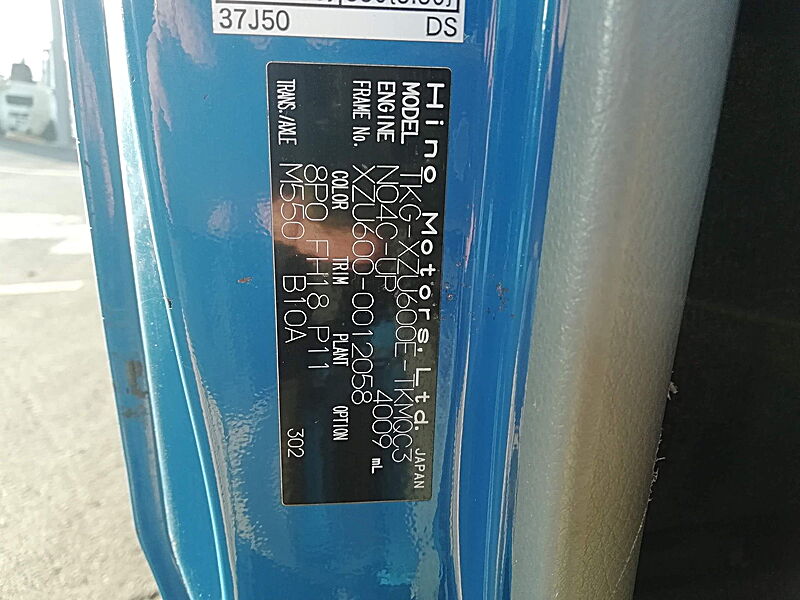 37J50 DS
Hino Motors, Ltd. JAPAN
MODEL TKG-XZU600E-TKMQC3
ENGINE N04C-UP 4009 mL
FRAME No. XZU600-0012058
COLOR TRIM PLANT OPTION
8P0 FH18 P11
TRANS./AXLE M550 B10A 302